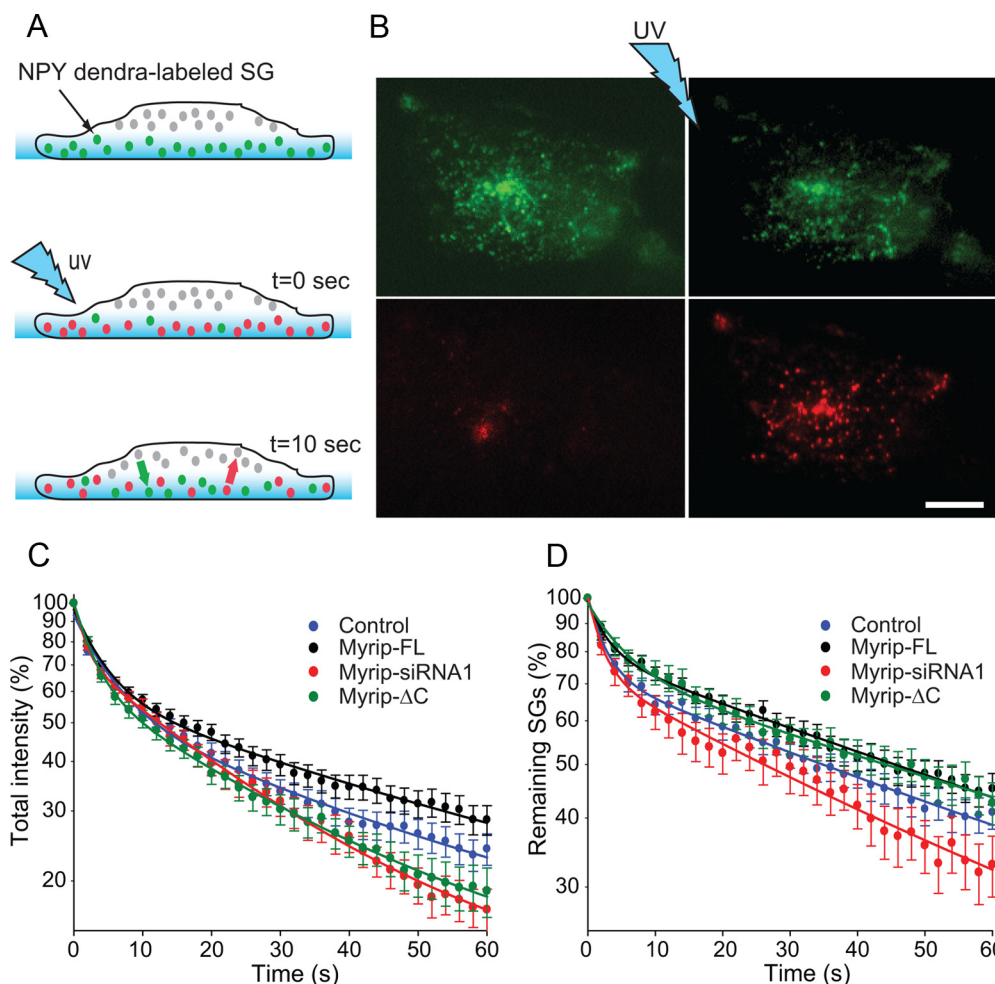 A
NPY dendra-labeled SG
uv
t=0 sec
t=10 sec
B
UV
C
100
90
80
70
60
50
40
30
20
Total intensity (%)
Control
Myrip-FL
Myrip-siRNA1
Myrip-ΔC
0 10 20 30 40 50 60
Time (s)
D
100
90
80
70
60
50
40
30
Remaining SGs (%)
Control
Myrip-FL
Myrip-siRNA1
Myrip-ΔC
0 10 20 30 40 50 60
Time (s)